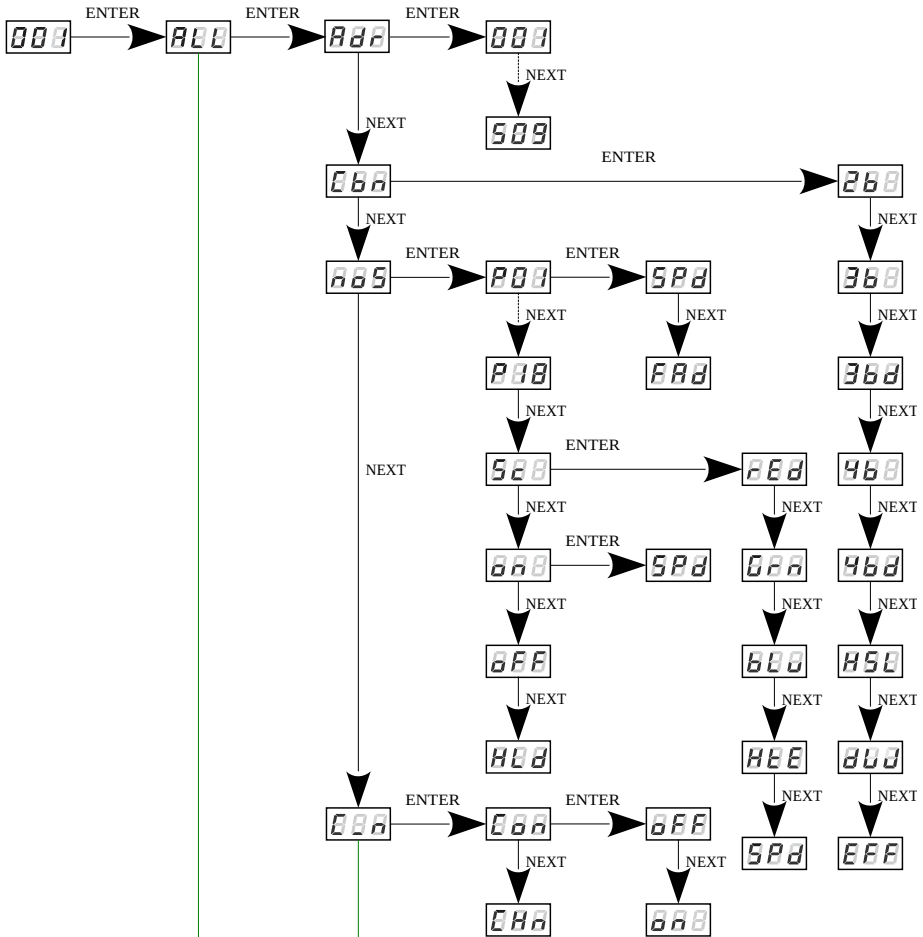 ENTER ENTER ENTER
001 ALL Adr 001
NEXT
NEXT
509
ENTER
Cbn 2b
NEXT NEXT
ENTER ENTER
noS P01 SPd 3b
NEXT NEXT NEXT
P18 FAd 3bd
NEXT NEXT
ENTER
NEXT Sc rEd 4b
NEXT NEXT NEXT
ENTER
on SPd Grn 4bd
NEXT NEXT NEXT
oFF bLu HSL
NEXT NEXT NEXT
HLd HtE dUJ
ENTER ENTER NEXT NEXT
C_n Con oFF
SPd EFF
NEXT NEXT
CHn on